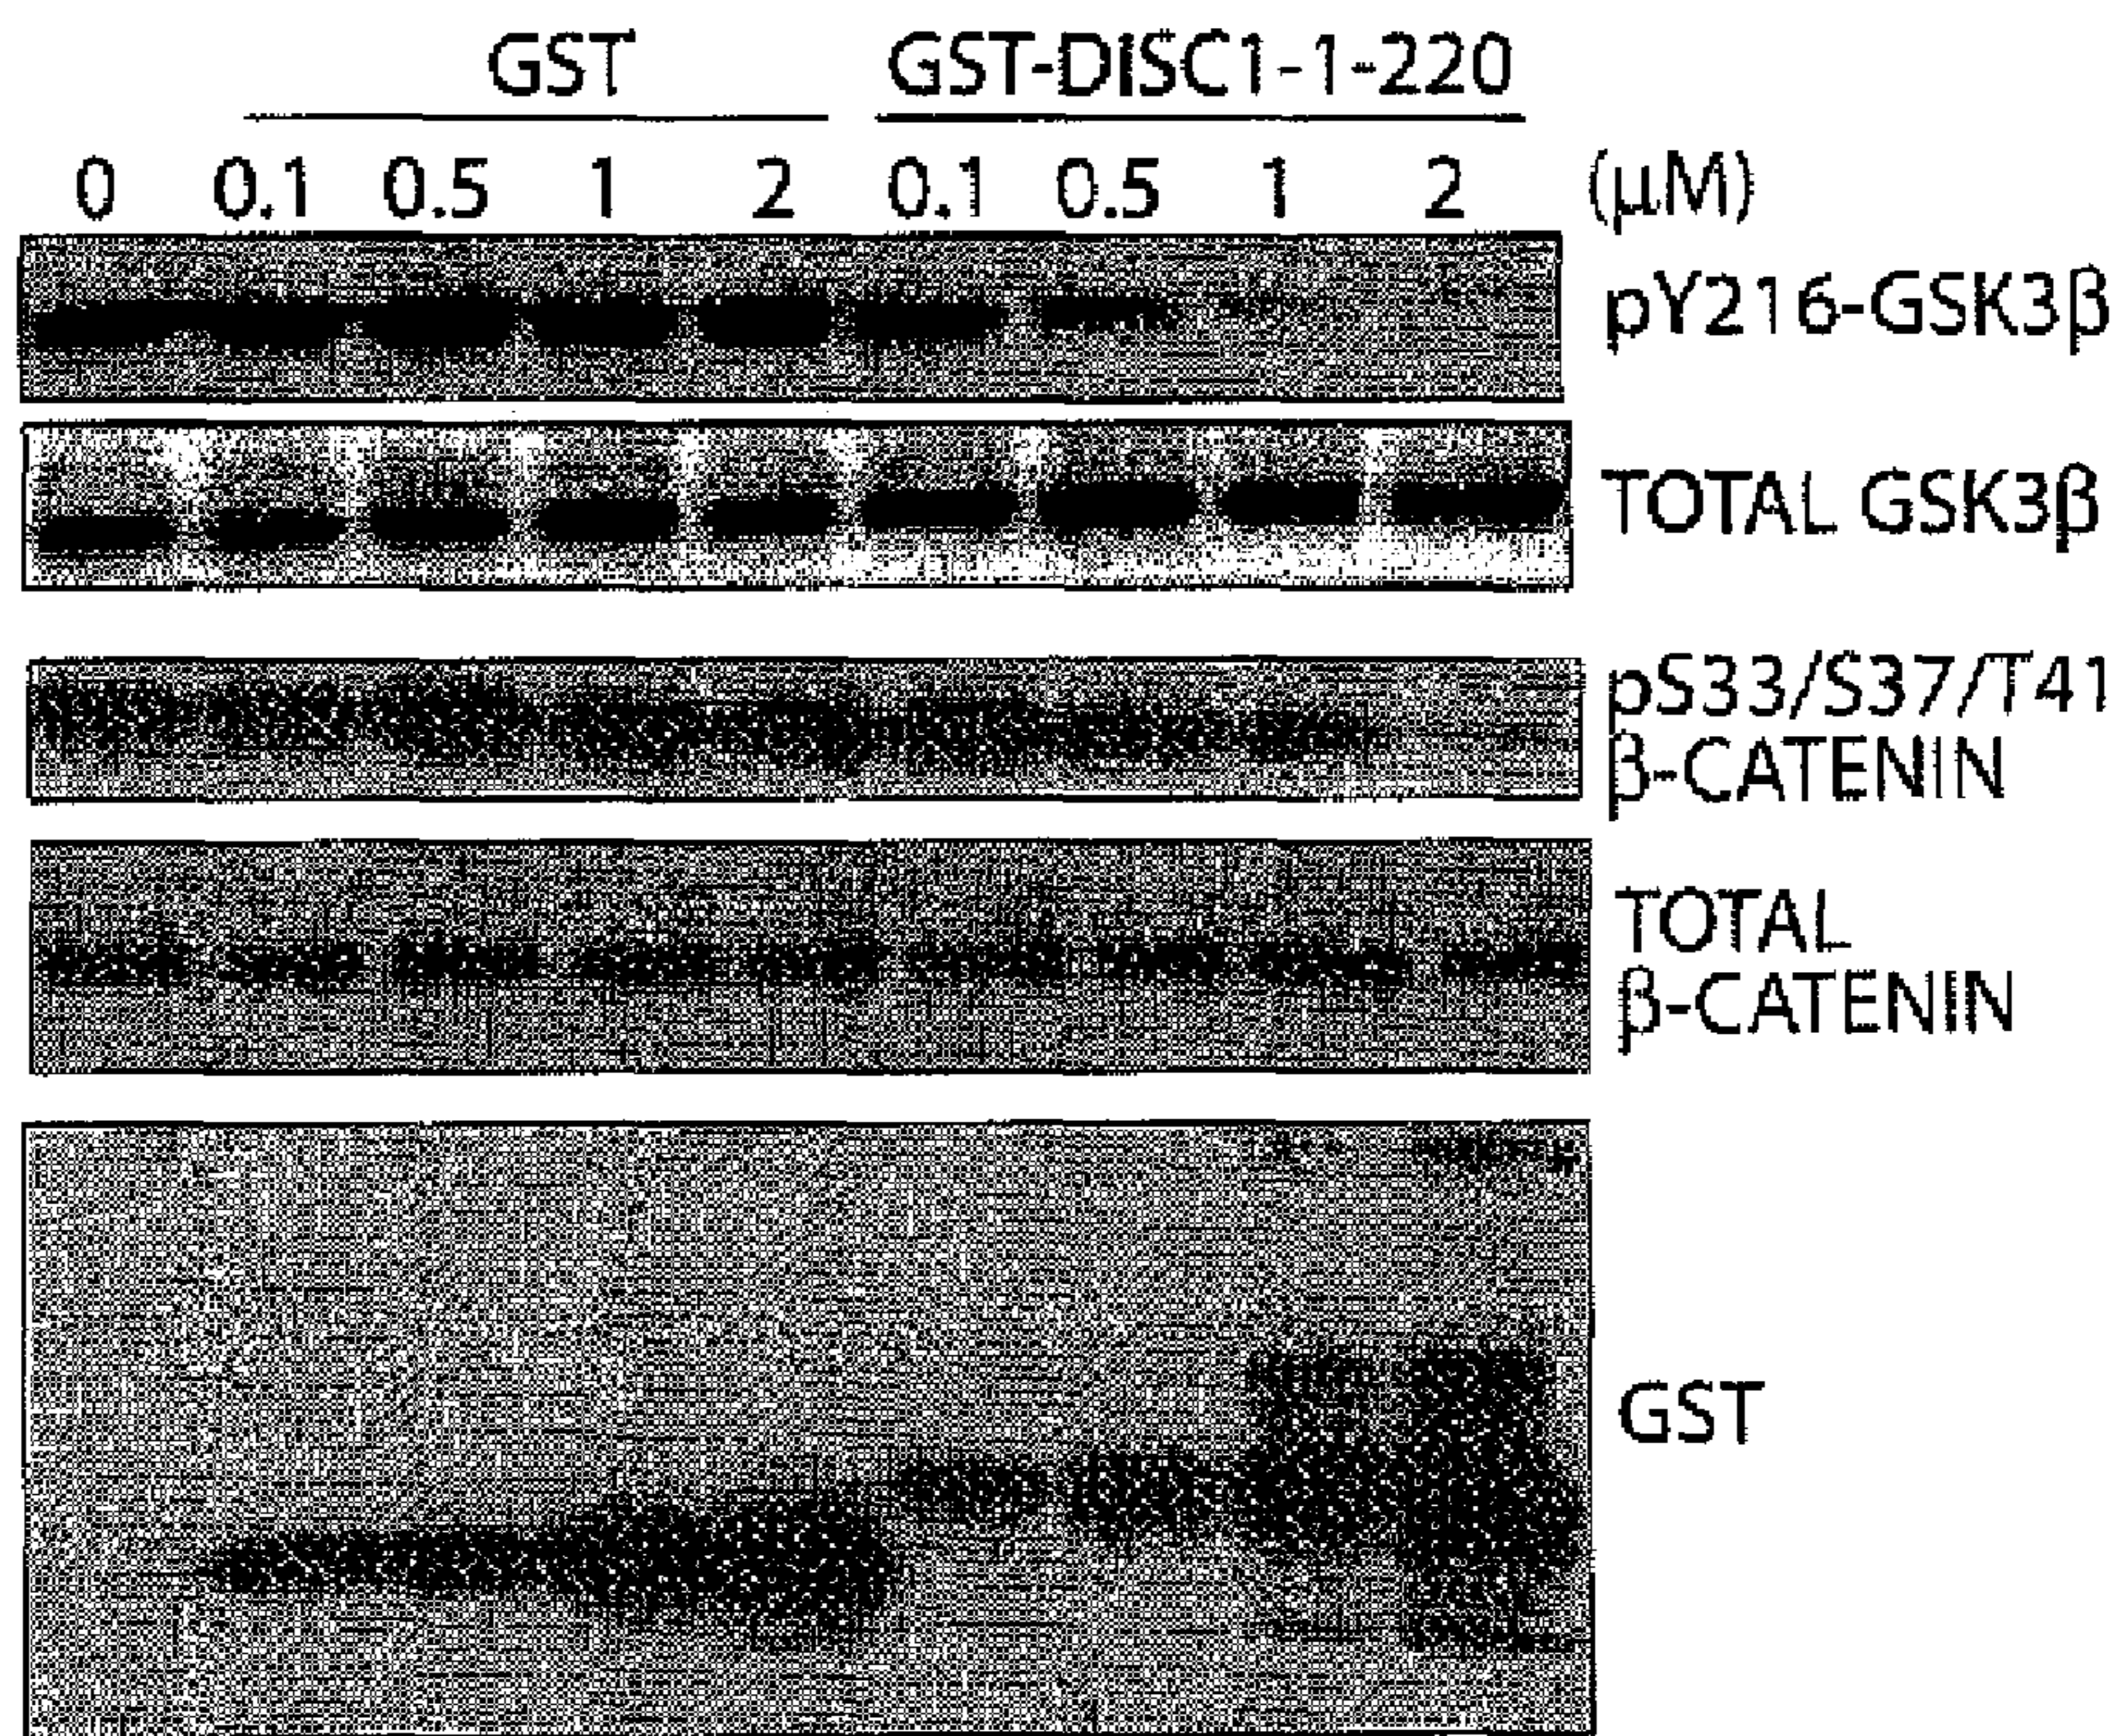 GST GST-DISC1-1-220
0 0.1 0.5 1 2 0.1 0.5 1 2 (μM)
pY216-GSK3β
TOTAL GSK3β
pS33/S37/T41
β-CATENIN
TOTAL
β-CATENIN
GST